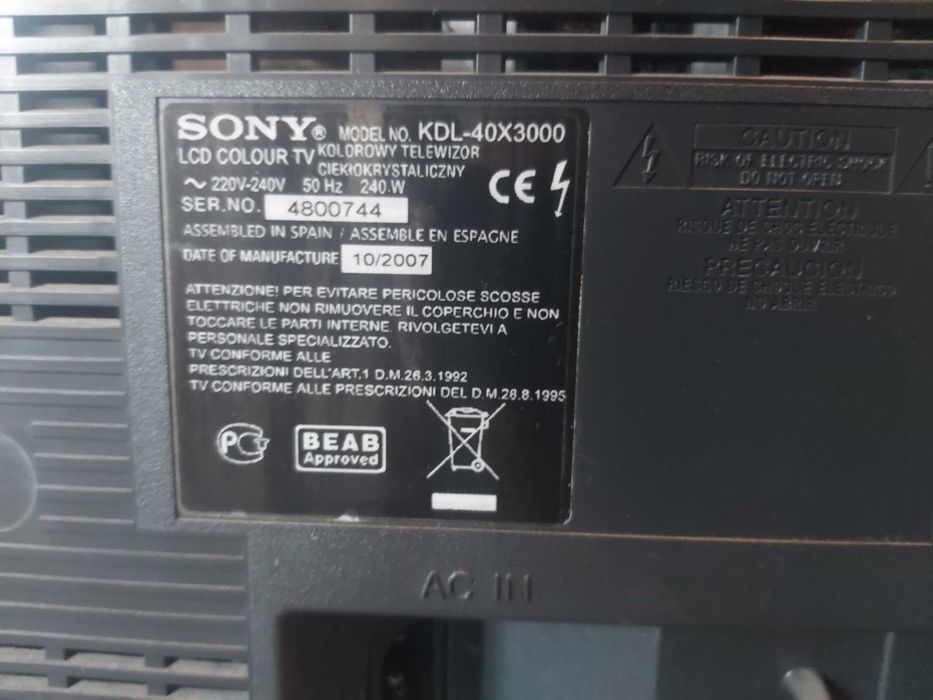 SONY® MODEL NO. KDL-40X3000
LCD COLOUR TV KOLOROWY TELEWIZOR
CIEKŁOKRYSTALICZNY
~ 220V-240V 50 Hz 240 W
CE
SER.NO. 4800744
ASSEMBLED IN SPAIN / ASSEMBLE EN ESPAGNE
DATE OF MANUFACTURE 10/2007
ATTENZIONE! PER EVITARE PERICOLOSE SCOSSE
ELETTRICHE NON RIMUOVERE IL COPERCHIO E NON
TOCCARE LE PARTI INTERNE. RIVOLGETEVI A
PERSONALE SPECIALIZZATO.
TV CONFORME ALLE
PRESCRIZIONI DELL'ART.1 D.M.26.3.1992
TV CONFORME ALLE PRESCRIZIONI DEL D.M.26.8.1995
PCT
BEAB
Approved
CAUTION
RISK OF ELECTRIC SHOCK
DO NOT OPEN
ATTENTION
RISQUE DE CHOC ELECTRIQUE
NE PAS OUVRIR
PRECAUCION
RIESGO DE CHOQUE ELECTRICO
NO ABRIR
AC IN